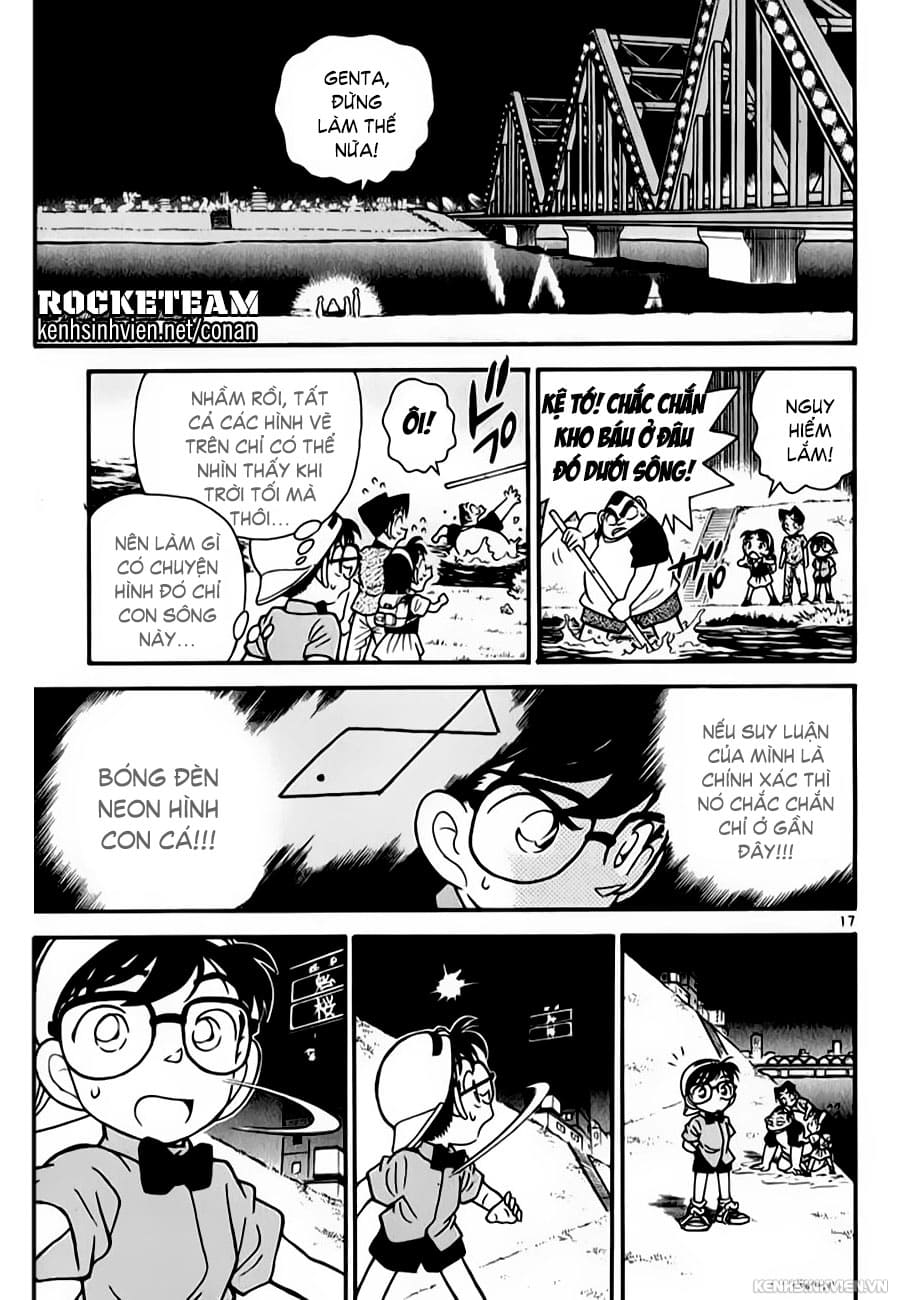 GENTA,
ĐỪNG
LÀM THẾ
NỮA!
ROCKETEAM
kenhsinhvien.net/conan
NGUY
HIỂM
LẮM!
KỆ TỚ! CHẮC CHẮN
KHO BÁU Ở ĐÂU
ĐÓ DƯỚI SÔNG!
ÔI!
NHẦM RỒI, TẤT
CẢ CÁC HÌNH VẼ
TRÊN CHỈ CÓ THỂ
NHÌN THẤY KHI
TRỜI TỐI MÀ
THÔI...
NÊN LÀM GÌ
CÓ CHUYỆN
HÌNH ĐÓ CHỈ
CON SÔNG
NÀY...
NẾU SUY LUẬN
CỦA MÌNH LÀ
CHÍNH XÁC THÌ
NÓ CHẮC CHẮN
CHỈ Ở GẦN
ĐÂY!!!
BÓNG ĐÈN
NEON HÌNH
CON CÁ!!!
17
KENHSINHVIEN.VN